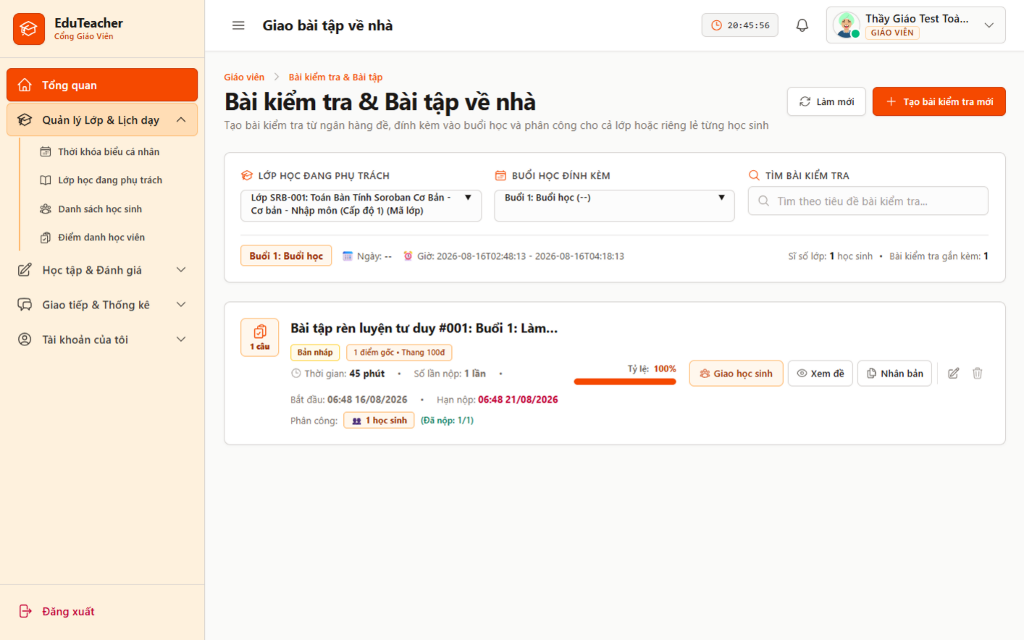 EduTeacher
Cổng Giáo Viên
Tổng quan
Quản lý Lớp & Lịch dạy
Thời khóa biểu cá nhân
Lớp học đang phụ trách
Danh sách học sinh
Điểm danh học viên
Học tập & Đánh giá
Giao tiếp & Thống kê
Tài khoản của tôi
Đăng xuất
Giao bài tập về nhà
20:45:56
Thầy Giáo Test Toá...
GIÁO VIÊN
Giáo viên > Bài kiểm tra & Bài tập
Bài kiểm tra & Bài tập về nhà
Tạo bài kiểm tra từ ngân hàng đề, đính kèm vào buổi học và phân công cho cả lớp hoặc riêng lẻ từng học sinh
Làm mới
+ Tạo bài kiểm tra mới
LỚP HỌC ĐANG PHỤ TRÁCH
Lớp SRB-001: Toán Bàn Tính Soroban Cơ Bản -
Cơ bản - Nhập môn (Cấp độ 1) (Mã lớp)
BUỔI HỌC ĐÍNH KÈM
Buổi 1: Buổi học (--)
TÌM BÀI KIỂM TRA
Tìm theo tiêu đề bài kiểm tra...
Buổi 1: Buổi học
Ngày: --
Giờ: 2026-08-16T02:48:13 - 2026-08-16T04:18:13
Sĩ số lớp: 1 học sinh • Bài kiểm tra gắn kèm: 1
1 câu
Bài tập rèn luyện tư duy #001: Buổi 1: Làm...
Bản nháp
1 điểm gốc • Thang 100đ
Thời gian: 45 phút • Số lần nộp: 1 lần •
Bắt đầu: 06:48 16/08/2026 • Hạn nộp: 06:48 21/08/2026
Phân công: 1 học sinh (Đã nộp: 1/1)
Tỷ lệ: 100%
Giao học sinh
Xem đề
Nhân bản